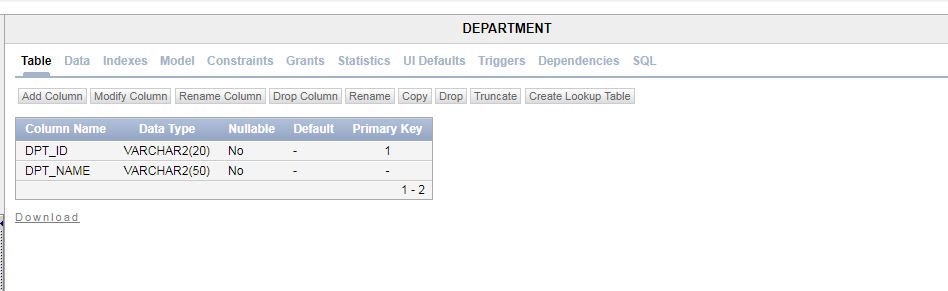 DEPARTMENT
Table Data Indexes Model Constraints Grants Statistics UI Defaults Triggers Dependencies SQL
Add Column Modify Column Rename Column Drop Column Rename Copy Drop Truncate Create Lookup Table
Column Name Data Type Nullable Default Primary Key
DPT_ID VARCHAR2(20) No - 1
DPT_NAME VARCHAR2(50) No - -
1 - 2
Download